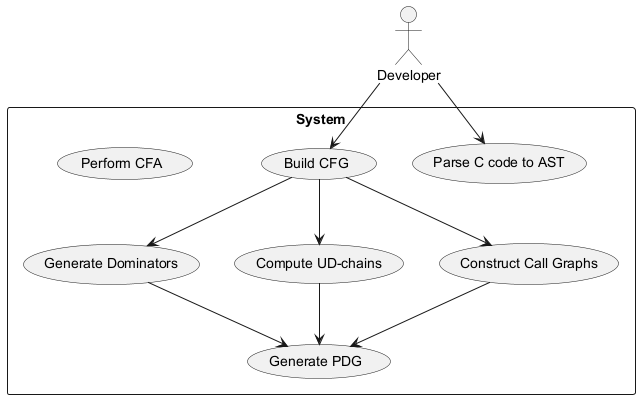 Developer
System
Perform CFA
Build CFG
Parse C code to AST
Generate Dominators
Compute UD-chains
Construct Call Graphs
Generate PDG